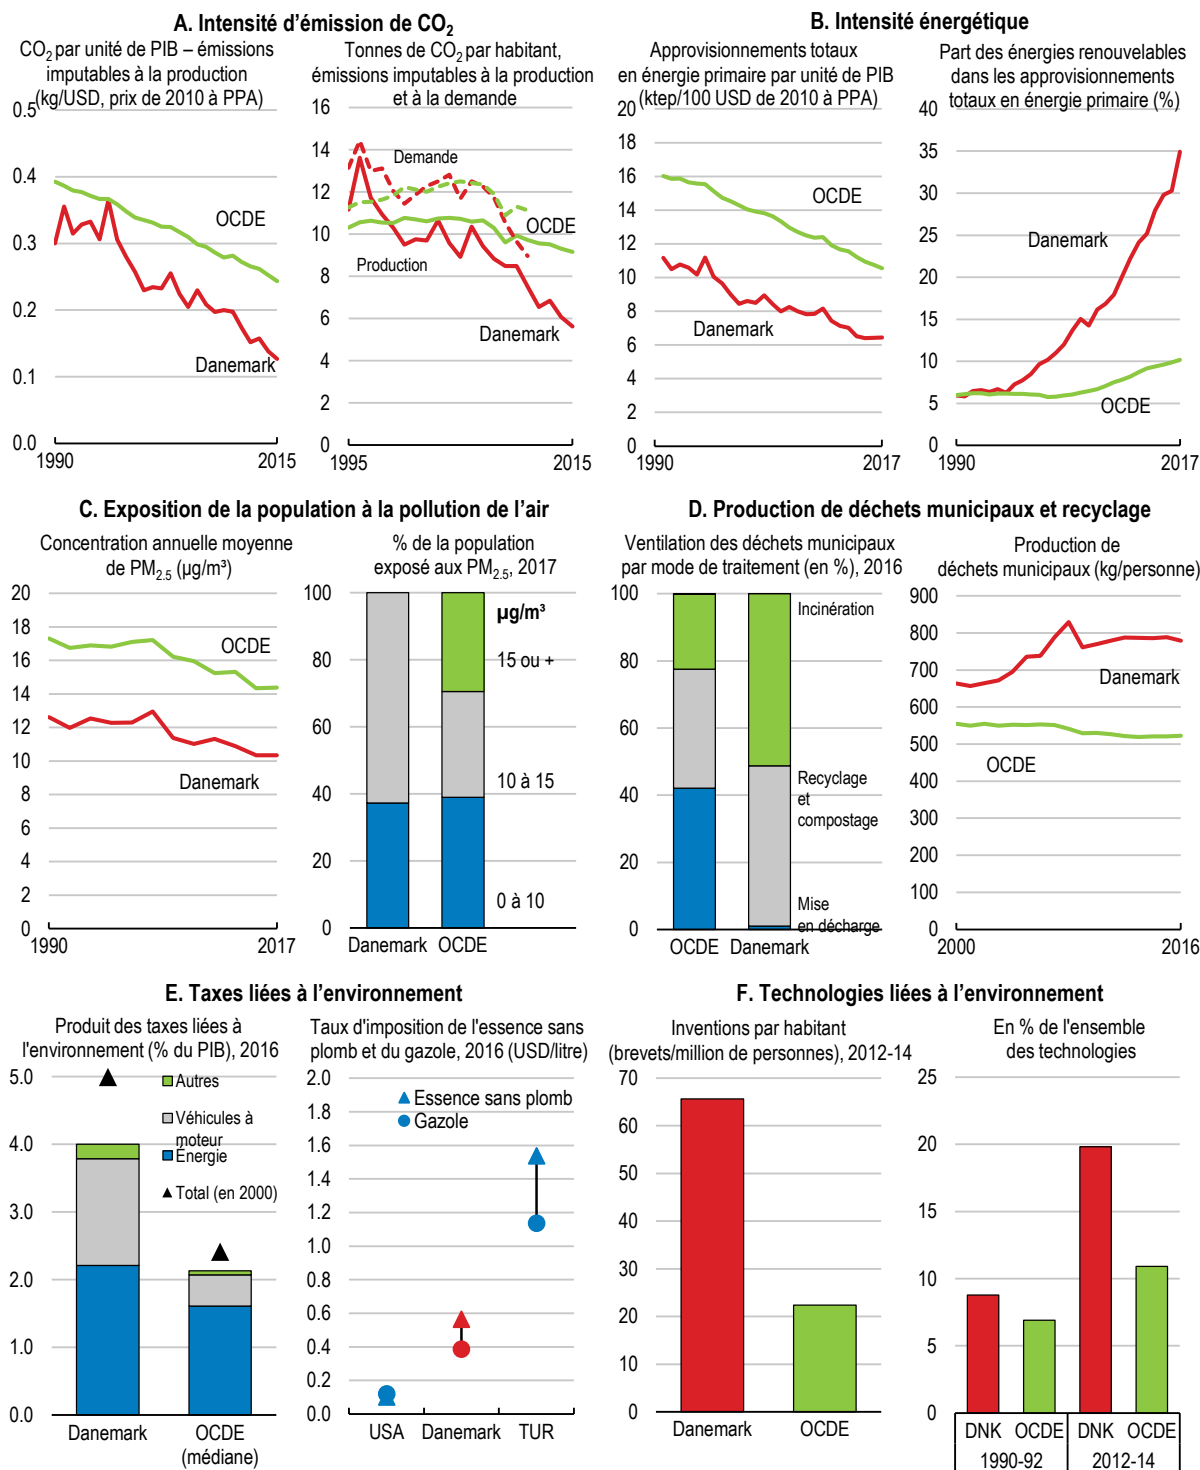 A. Intensité d'émission de CO2
CO2 par unité de PIB – émissions
imputables à la production
(kg/USD, prix de 2010 à PPA)
0.5
0.4
0.3
0.2
0.1
0.0
OCDE
Danemark
1990
2015
Tonnes de CO2 par habitant,
émissions imputables à la production
et à la demande
16
14
12
10
8
6
4
2
0
Demande
OCDE
Production
Danemark
1995
2015
B. Intensité énergétique
Approvisionnements totaux
en énergie primaire par unité de PIB
(ktep/100 USD de 2010 à PPA)
20
18
16
14
12
10
8
6
4
2
0
OCDE
Danemark
1990
2017
Part des énergies renouvelables
dans les approvisionnements
totaux en énergie primaire (%)
40
35
30
25
20
15
10
5
0
Danemark
OCDE
1990
2017
C. Exposition de la population à la pollution de l'air
Concentration annuelle moyenne
de PM2.5 (µg/m³)
20
18
16
14
12
10
8
6
4
2
0
OCDE
Danemark
1990
2017
% de la population
exposé aux PM2.5, 2017
100
80
60
40
20
0
µg/m³
15 ou +
10 à 15
0 à 10
Danemark
OCDE
D. Production de déchets municipaux et recyclage
Ventilation des déchets municipaux
par mode de traitement (en %), 2016
100
80
60
40
20
0
Incinération
Recyclage
et
compostage
Mise
en décharge
OCDE
Danemark
Production de
déchets municipaux (kg/personne)
900
800
700
600
500
400
300
200
100
0
Danemark
OCDE
2000
2016
E. Taxes liées à l'environnement
Produit des taxes liées à
l'environnement (% du PIB), 2016
5.0
4.0
3.0
2.0
1.0
0.0
Autres
Véhicules à
moteur
Énergie
Total (en 2000)
Danemark
OCDE
(médiane)
Taux d'imposition de l'essence sans
plomb et du gazole, 2016 (USD/litre)
2.0
1.8
1.6
1.4
1.2
1.0
0.8
0.6
0.4
0.2
0.0
Essence sans plomb
Gazole
USA
Danemark
TUR
F. Technologies liées à l'environnement
Inventions par habitant
(brevets/million de personnes), 2012-14
70
60
50
40
30
20
10
0
Danemark
OCDE
En % de l'ensemble
des technologies
25
20
15
10
5
0
DNK
OCDE
DNK
OCDE
1990-92
2012-14